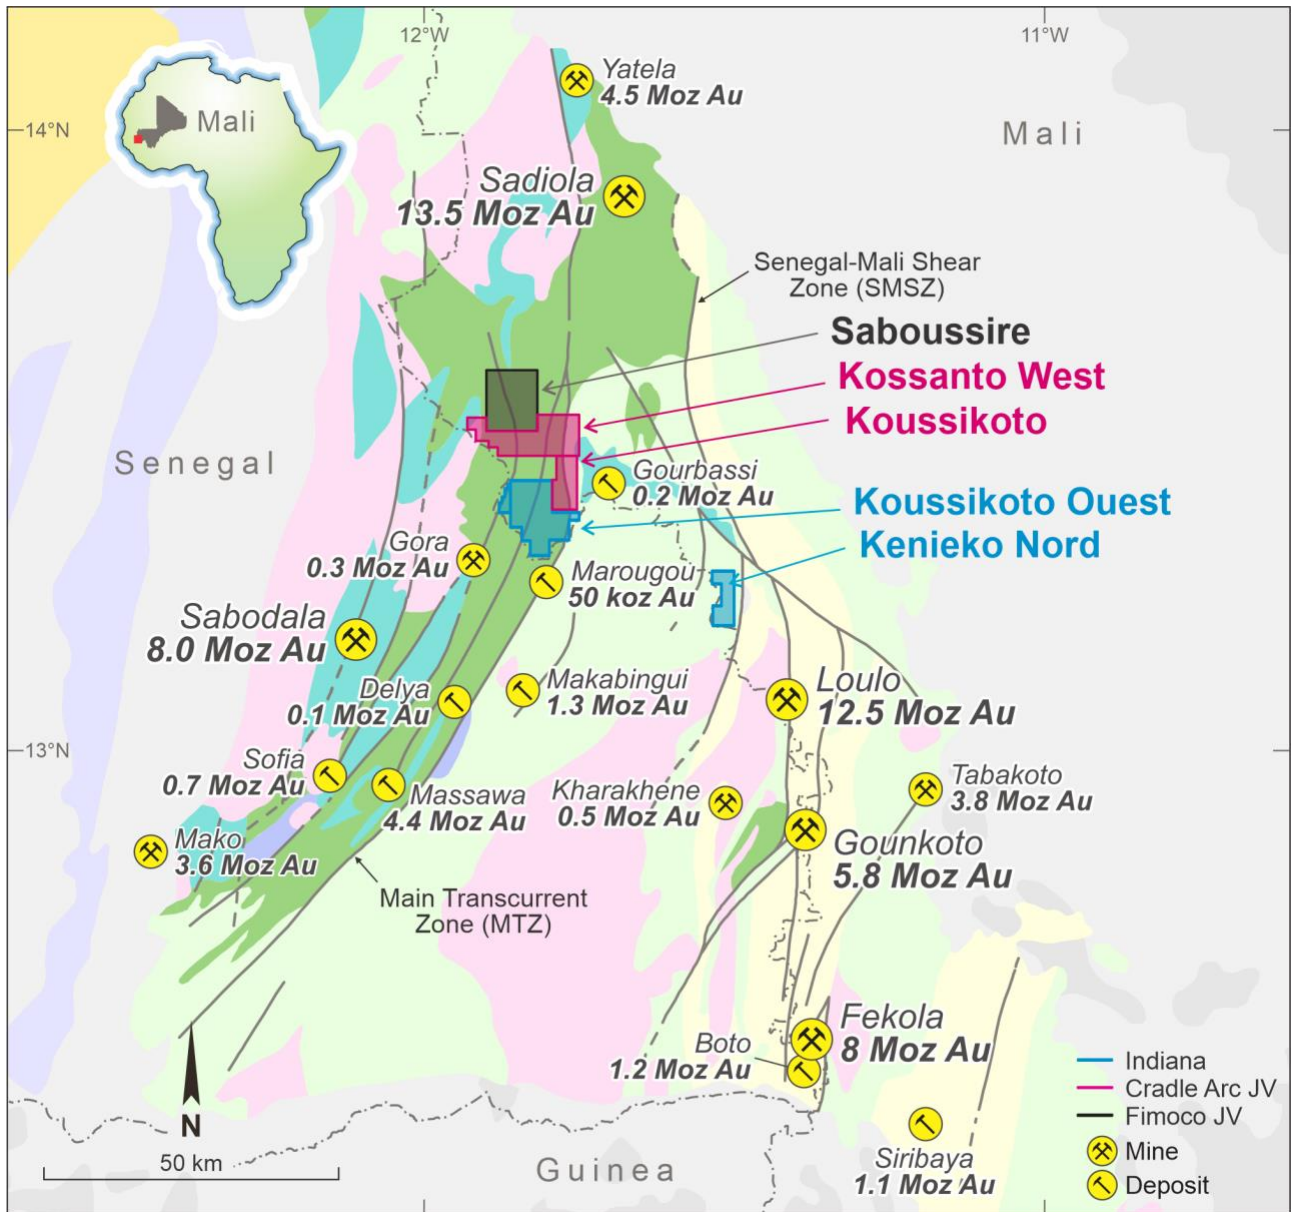 12°W
11°W
14°N
Mali
Mali
Yatela
4.5 Moz Au
Sadiola
13.5 Moz Au
Senegal-Mali Shear
Zone (SMSZ)
Saboussire
Kossanto West
Koussikoto
Senegal
Gourbassi
0.2 Moz Au
Koussikoto Ouest
Kenieko Nord
Gora
0.3 Moz Au
Marougou
50 koz Au
Sabodala
8.0 Moz Au
Delya
0.1 Moz Au
Makabingui
1.3 Moz Au
Loulo
12.5 Moz Au
13°N
Sofia
0.7 Moz Au
Massawa
4.4 Moz Au
Kharakhene
0.5 Moz Au
Tabakoto
3.8 Moz Au
Mako
3.6 Moz Au
Gounkoto
5.8 Moz Au
Main Transcurrent
Zone (MTZ)
Fekola
8 Moz Au
Boto
1.2 Moz Au
N
50 km
Guinea
Siribaya
1.1 Moz Au
Indiana
Cradle Arc JV
Fimoco JV
Mine
Deposit